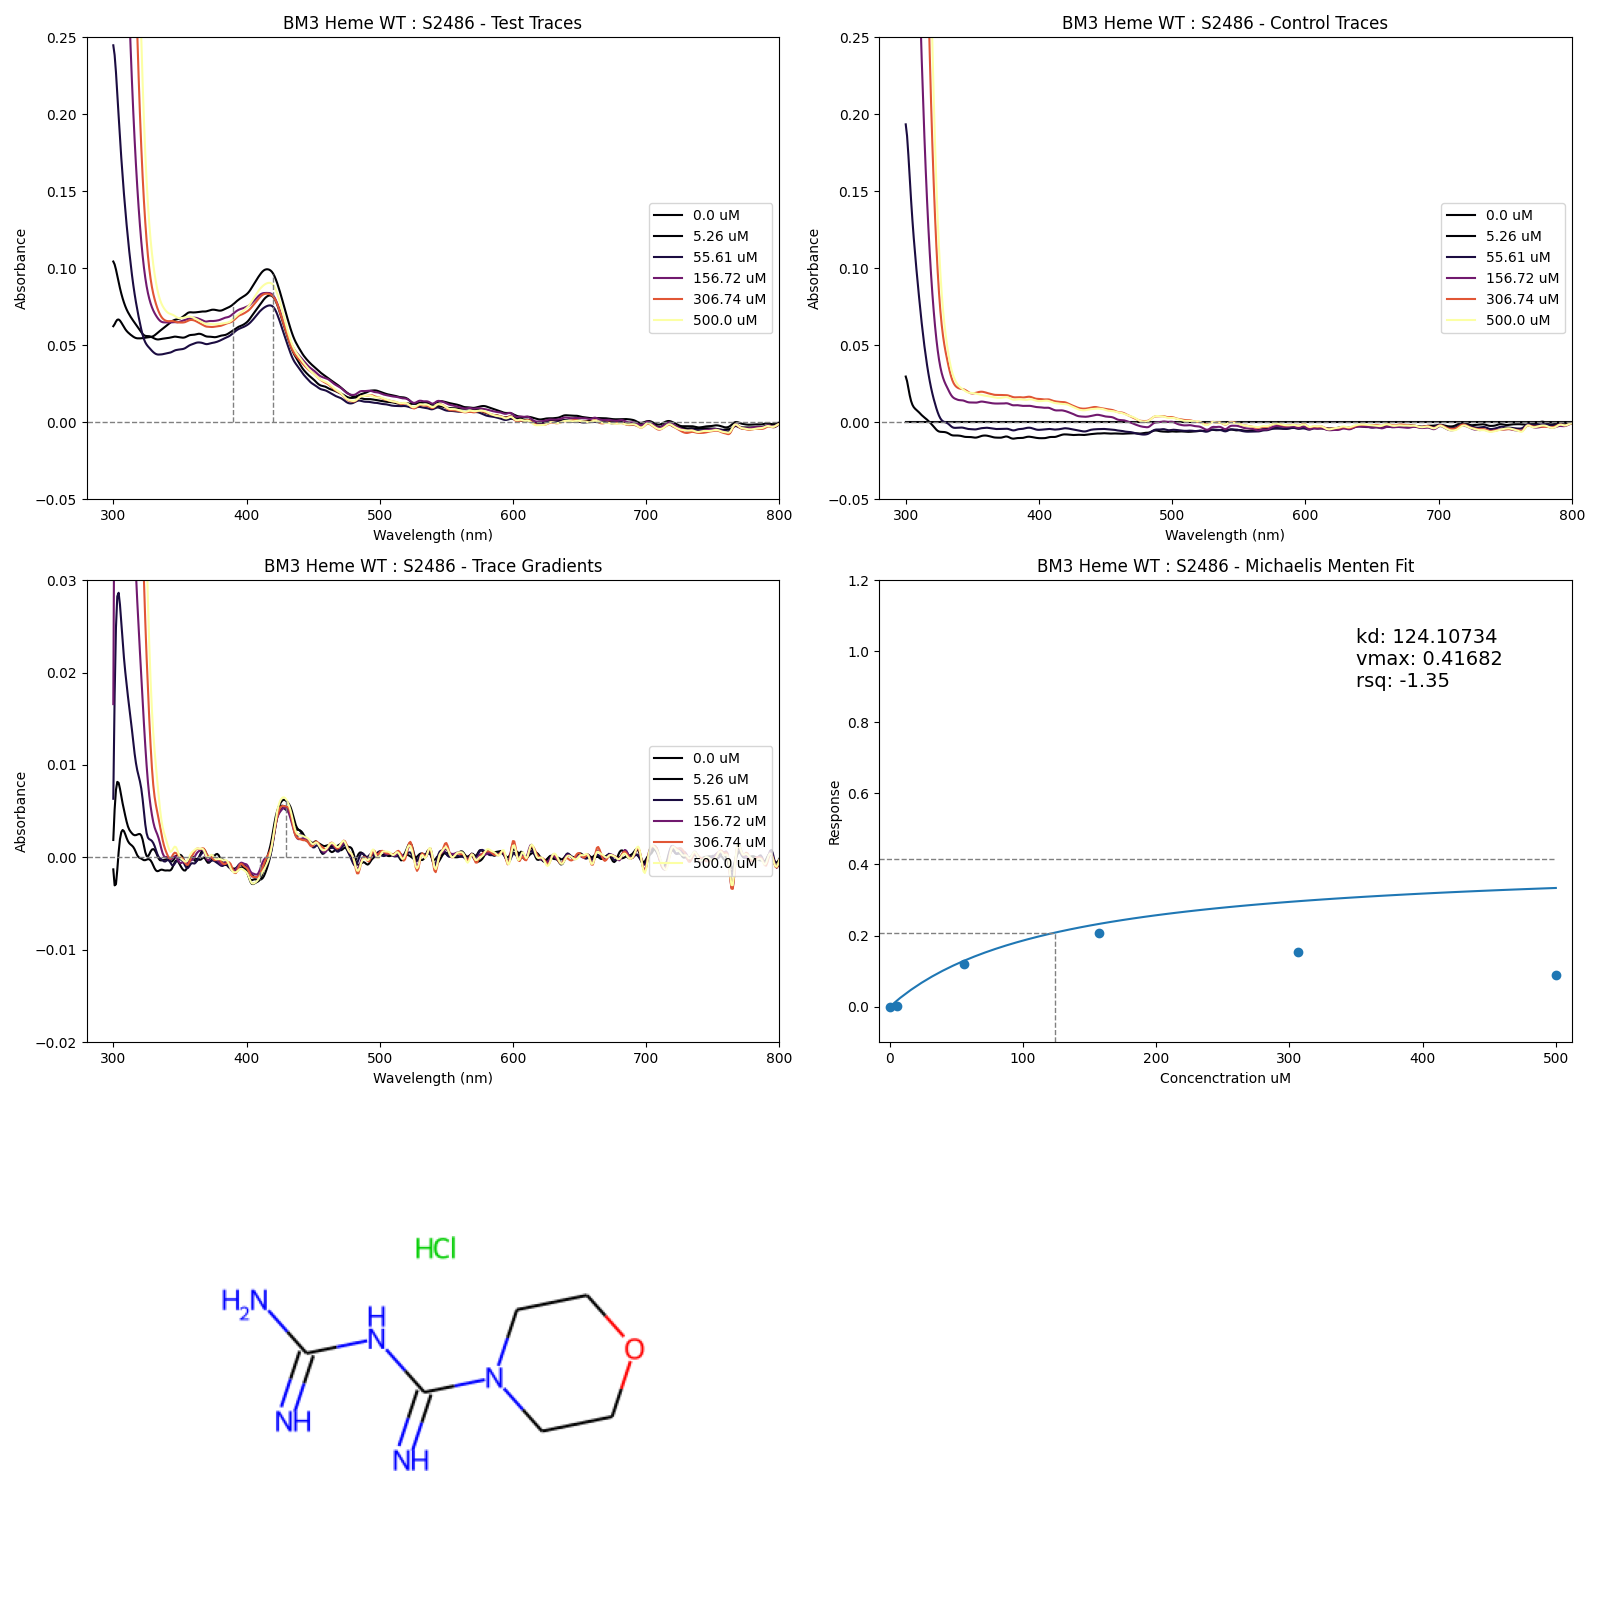 BM3 Heme WT : S2486 - Test Traces
0.25
0.20
0.15
0.10
0.05
0.00
−0.05
Absorbance
300
400
500
600
700
800
Wavelength (nm)
0.0 uM
5.26 uM
55.61 uM
156.72 uM
306.74 uM
500.0 uM
BM3 Heme WT : S2486 - Control Traces
0.25
0.20
0.15
0.10
0.05
0.00
−0.05
Absorbance
300
400
500
600
700
800
Wavelength (nm)
0.0 uM
5.26 uM
55.61 uM
156.72 uM
306.74 uM
500.0 uM
BM3 Heme WT : S2486 - Trace Gradients
0.03
0.02
0.01
0.00
−0.01
−0.02
Absorbance
300
400
500
600
700
800
Wavelength (nm)
0.0 uM
5.26 uM
55.61 uM
156.72 uM
306.74 uM
500.0 uM
BM3 Heme WT : S2486 - Michaelis Menten Fit
1.2
1.0
0.8
0.6
0.4
0.2
0.0
Response
0
100
200
300
400
500
Concenctration uM
kd: 124.10734
vmax: 0.41682
rsq: -1.35
HCl
H2N
H
N
NH
N
O
NH